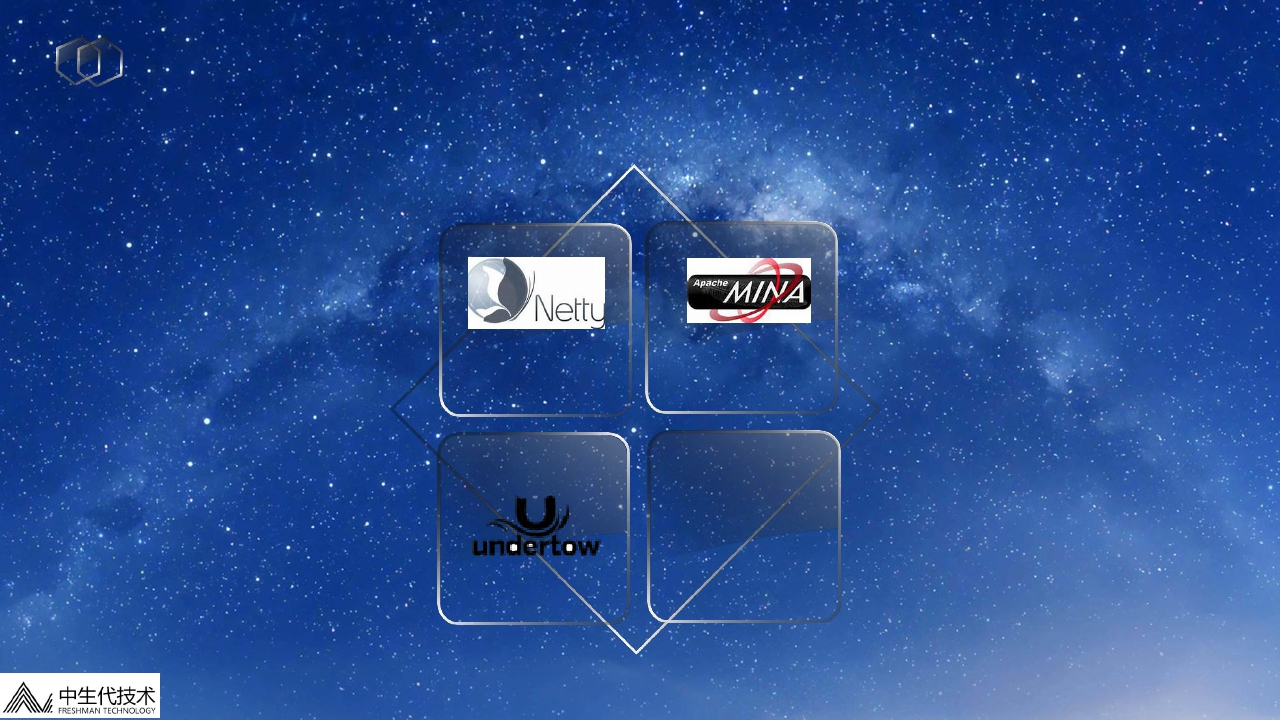 Netty
Apache
MINA
U
undertow
中生代技术
FRESHMAN TECHNOLOGY